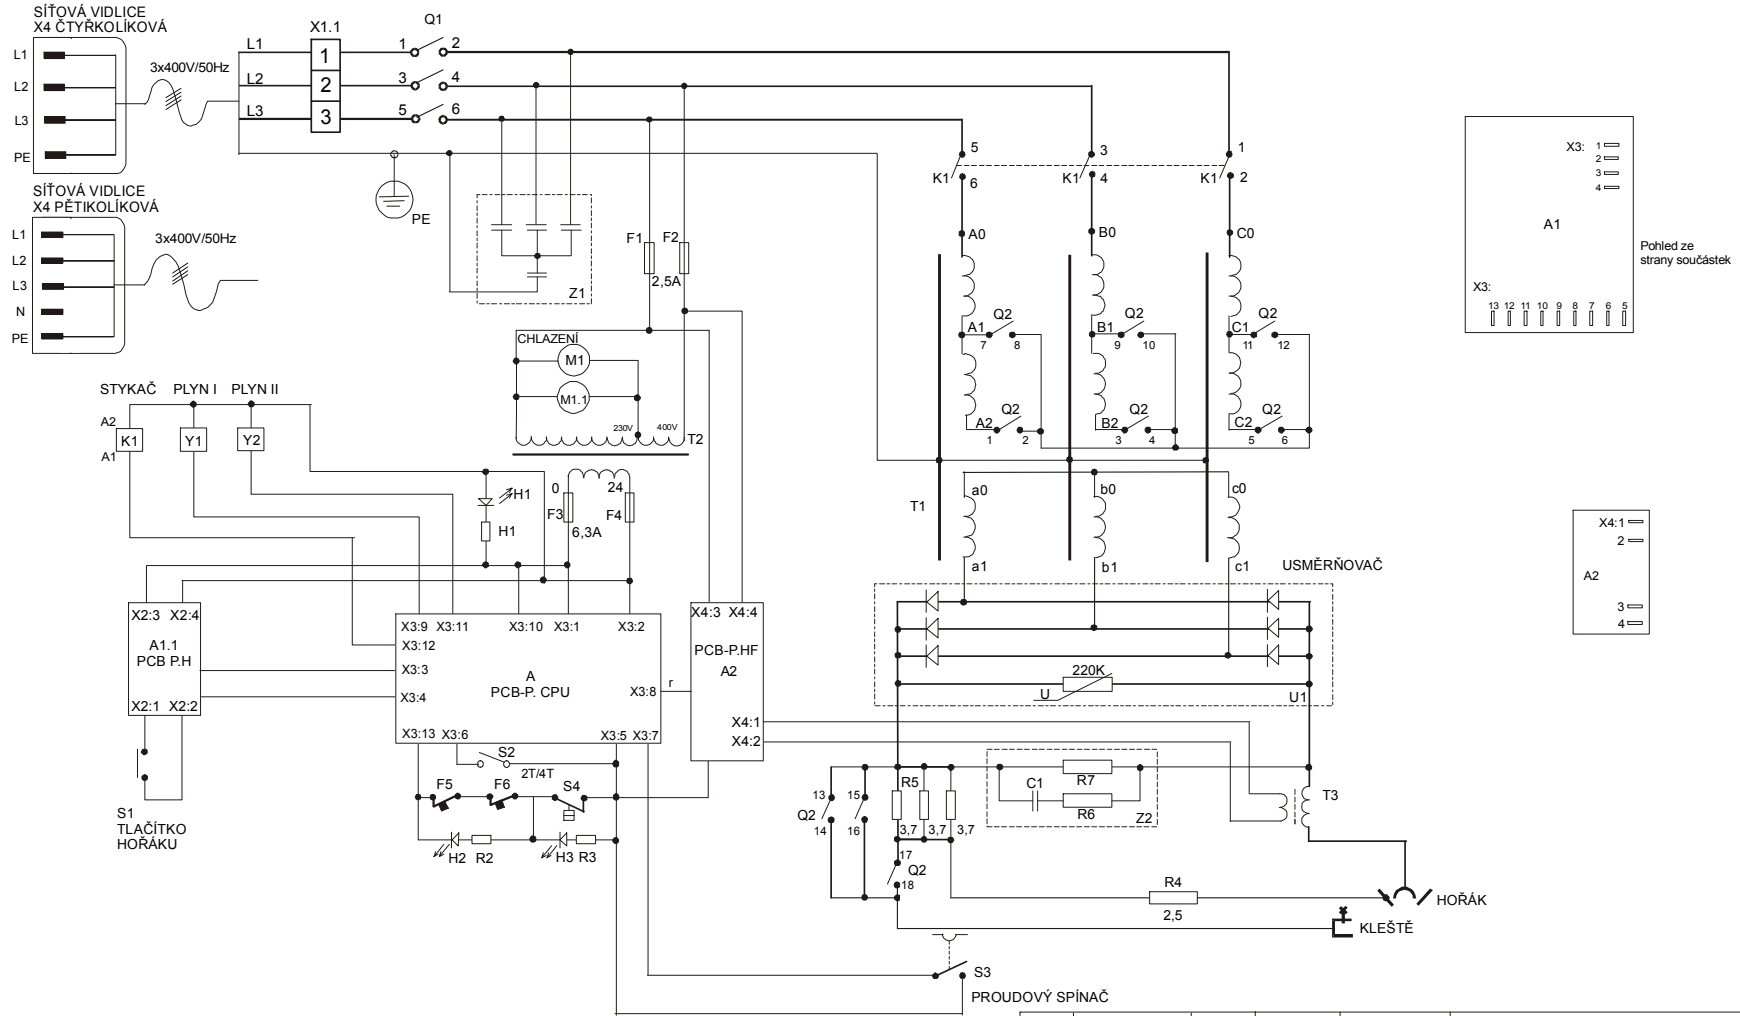 SÍŤOVÁ VIDLICE
X4 ČTYŘKOLÍKOVÁ
L1
L2
L3
PE
3x400V/50Hz
SÍŤOVÁ VIDLICE
X4 PĚTIKOLÍKOVÁ
L1
L2
L3
N
PE
3x400V/50Hz
L1
L2
L3
X1.1
1
2
3
Q1
1 2
3 4
5 6
PE
Z1
F1 F2
2,5A
5 3 1
K1 K1 K1
6 4 2
A0 B0 C0
A1 Q2 B1 Q2 C1 Q2
7 8 9 10 11 12
A2 Q2 B2 Q2 C2 Q2
1 2 3 4 5 6
CHLAZENÍ
M1
M1.1
230V 400V
T2
STYKAČ PLYN I PLYN II
A2
K1 Y1 Y2
A1
H1
H1
0 24
F3 F4
6,3A
T1
a0 b0 c0
a1 b1 c1
USMĚRŇOVAČ
220K
U
U1
X2:3 X2:4
A1.1
PCB P.H
X2:1 X2:2
S1
TLAČÍTKO
HOŘÁKU
X3:9 X3:11 X3:10 X3:1 X3:2
X3:12
X3:3
X3:4
A
PCB-P. CPU
X3:8
X3:13 X3:6 X3:5 X3:7
r
X4:3 X4:4
PCB-P.HF
A2
X4:1
X4:2
S2
2T/4T
F5 F6 S4
H2 R2 H3 R3
13 15
Q2
14 16
R5
3,7 3,7 3,7
17
Q2
18
C1 R7
R6
Z2
T3
R4
2,5
HOŘÁK
KLEŠTĚ
S3
PROUDOVÝ SPÍNAČ
X3: 1
2
3
4
A1
X3:
13 12 11 10 9 8 7 6 5
Pohled ze
strany součástek
X4:1
2
A2
3
4